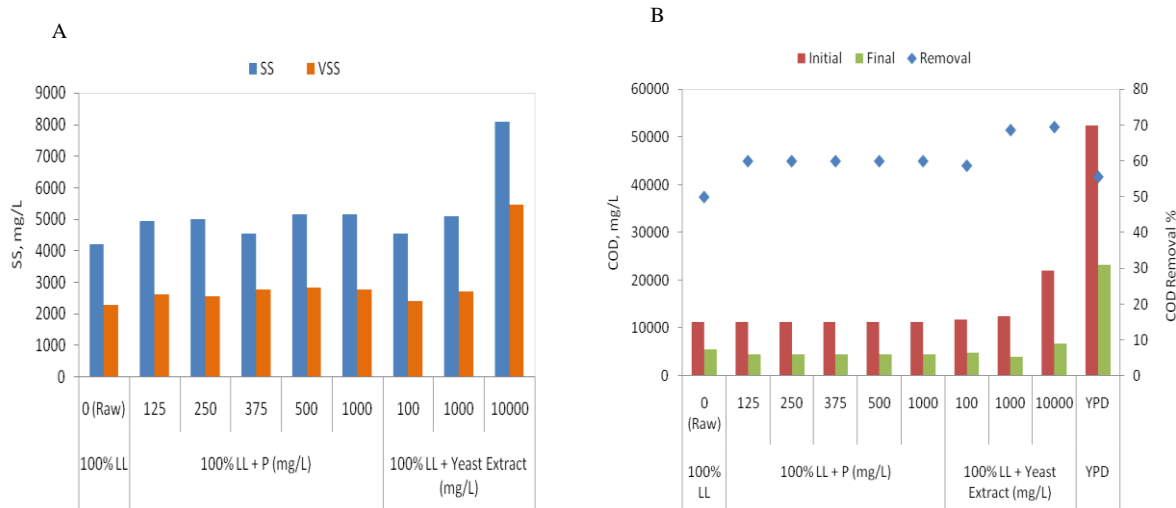 A
SS VSS
9000
8000
7000
6000
5000
4000
3000
2000
1000
0
SS, mg/L
0 (Raw) 125 250 375 500 1000 100 1000 10000
100% LL 100% LL + P (mg/L) 100% LL + Yeast Extract
(mg/L)
B
Initial Final Removal
60000
50000
40000
30000
20000
10000
0
COD, mg/L
80
70
60
50
40
30
20
10
0
COD Removal %
0 125 250 375 500 1000 100 1000 10000 YPD
(Raw)
100% 100% LL + P (mg/L) 100% LL + Yeast YPD
LL Extract (mg/L)